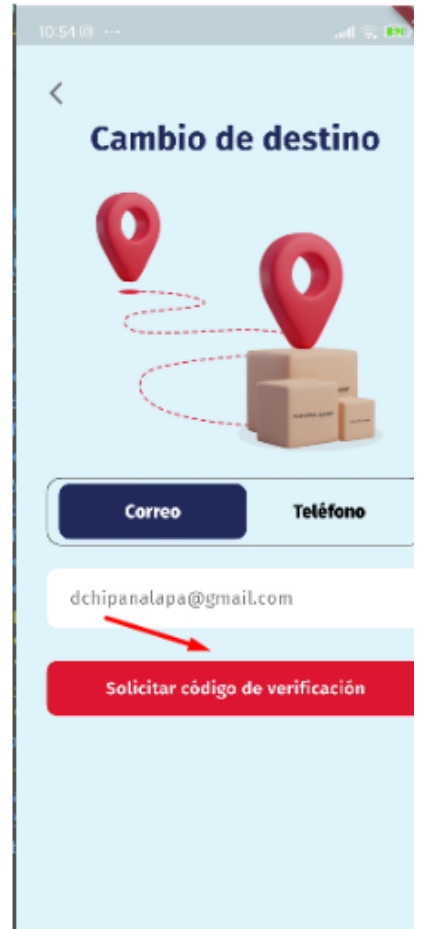 10:54
Cambio de destino
Correo
Teléfono
dchipanalapa@gmail.com
Solicitar código de verificación